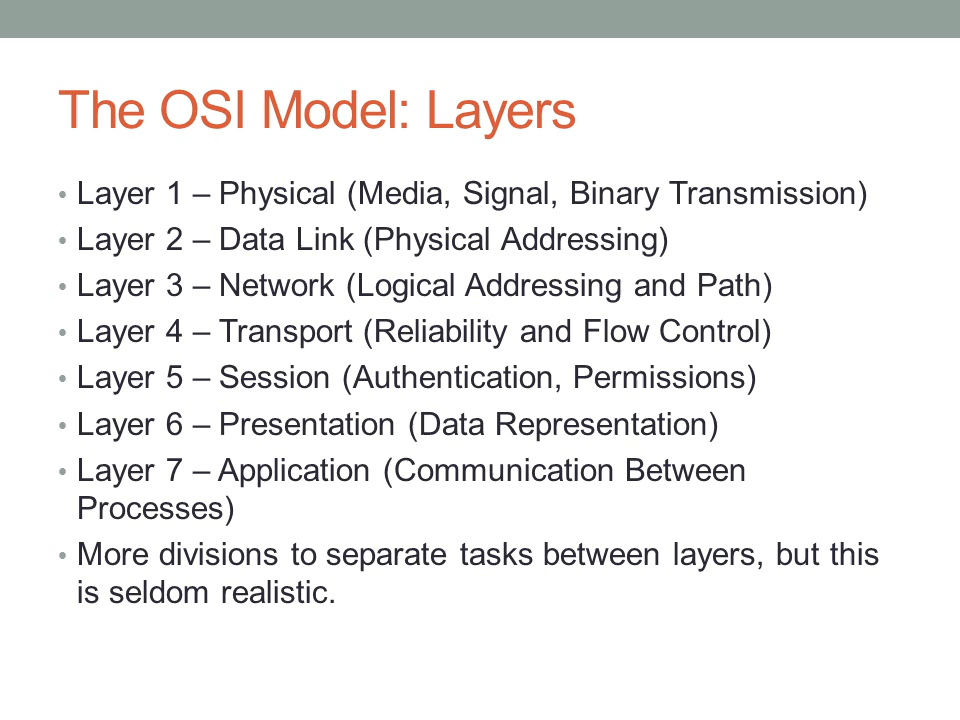 The OSI Model: Layers
• Layer 1 – Physical (Media, Signal, Binary Transmission)
• Layer 2 – Data Link (Physical Addressing)
• Layer 3 – Network (Logical Addressing and Path)
• Layer 4 – Transport (Reliability and Flow Control)
• Layer 5 – Session (Authentication, Permissions)
• Layer 6 – Presentation (Data Representation)
• Layer 7 – Application (Communication Between
Processes)
• More divisions to separate tasks between layers, but this
is seldom realistic.